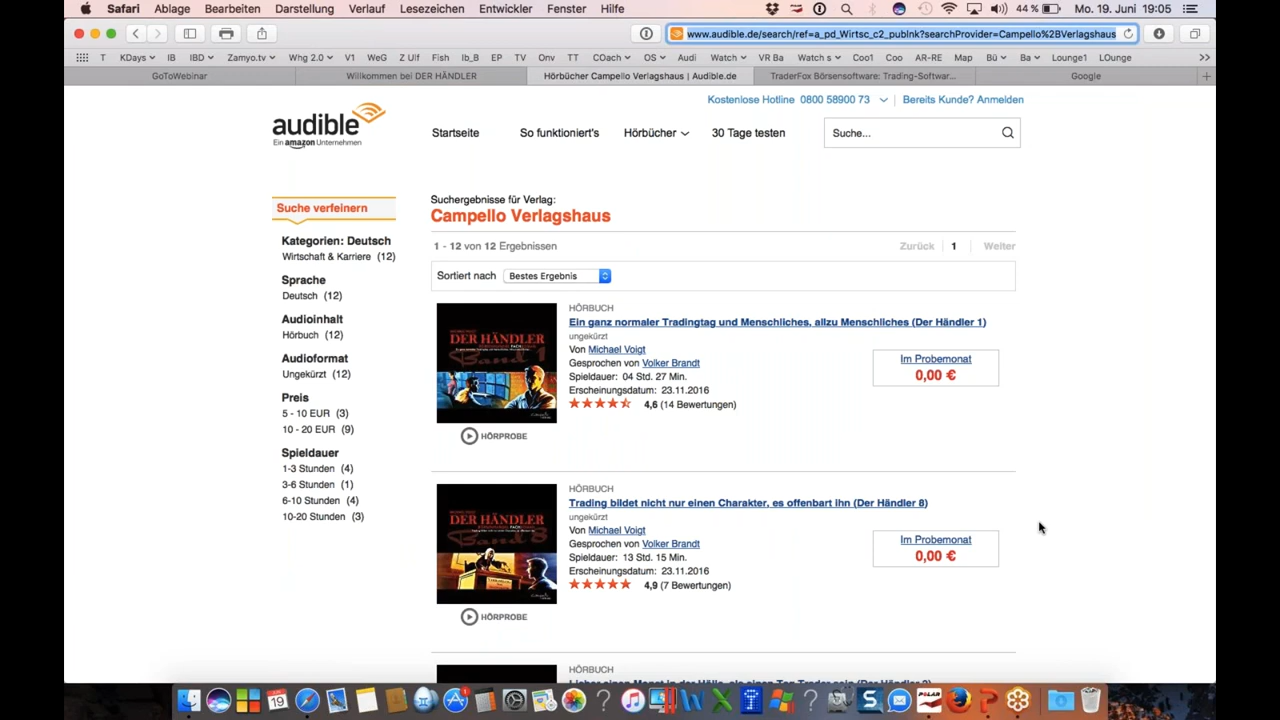 Safari Ablage Bearbeiten Darstellung Verlauf Lesezeichen Entwickler Fenster Hilfe 44 % Mo. 19. Juni 19:05
www.audible.de/search/ref=a_pd_Wirtsc_c2_pubInk?searchProvider=Campello%2BVerlagshaus
KDays T IB IBD Zamyo.tv Whg 2.0 V1 WeG Z Ulf Fish Ib_B EP TV Onv TT COach OS Audi Watch VR Ba Watch s Coo1 Coo AR-RE Map Bü Ba Lounge1 LOunge
GoToWebinar Willkommen bei DER HÄNDLER Hörbücher Campello Verlagshaus | Audible.de TraderFox Börsensoftware: Trading-Softwar... Google
Kostenlose Hotline 0800 58900 73 Bereits Kunde? Anmelden
audible
Ein amazon Unternehmen
Startseite So funktioniert's Hörbücher 30 Tage testen Suche...
Suche verfeinern
Kategorien: Deutsch
Wirtschaft & Karriere (12)
Sprache
Deutsch (12)
Audioinhalt
Hörbuch (12)
Audioformat
Ungekürzt (12)
Preis
5 - 10 EUR (3)
10 - 20 EUR (9)
Spieldauer
1-3 Stunden (4)
3-6 Stunden (1)
6-10 Stunden (4)
10-20 Stunden (3)
Suchergebnisse für Verlag:
Campello Verlagshaus
1 - 12 von 12 Ergebnissen Zurück 1 Weiter
Sortiert nach Bestes Ergebnis
DER HÄNDLER
Band 1
HÖRPROBE
HÖRBUCH
Ein ganz normaler Tradingtag und Menschliches, allzu Menschliches (Der Händler 1)
ungekürzt
Von Michael Voigt
Gesprochen von Volker Brandt
Spieldauer: 04 Std. 27 Min.
Erscheinungsdatum: 23.11.2016
4,6 (14 Bewertungen)
Im Probemonat
0,00 €
DER HÄNDLER
Band 8
HÖRPROBE
HÖRBUCH
Trading bildet nicht nur einen Charakter, es offenbart ihn (Der Händler 8)
ungekürzt
Von Michael Voigt
Gesprochen von Volker Brandt
Spieldauer: 13 Std. 15 Min.
Erscheinungsdatum: 23.11.2016
4,9 (7 Bewertungen)
Im Probemonat
0,00 €
HÖRBUCH